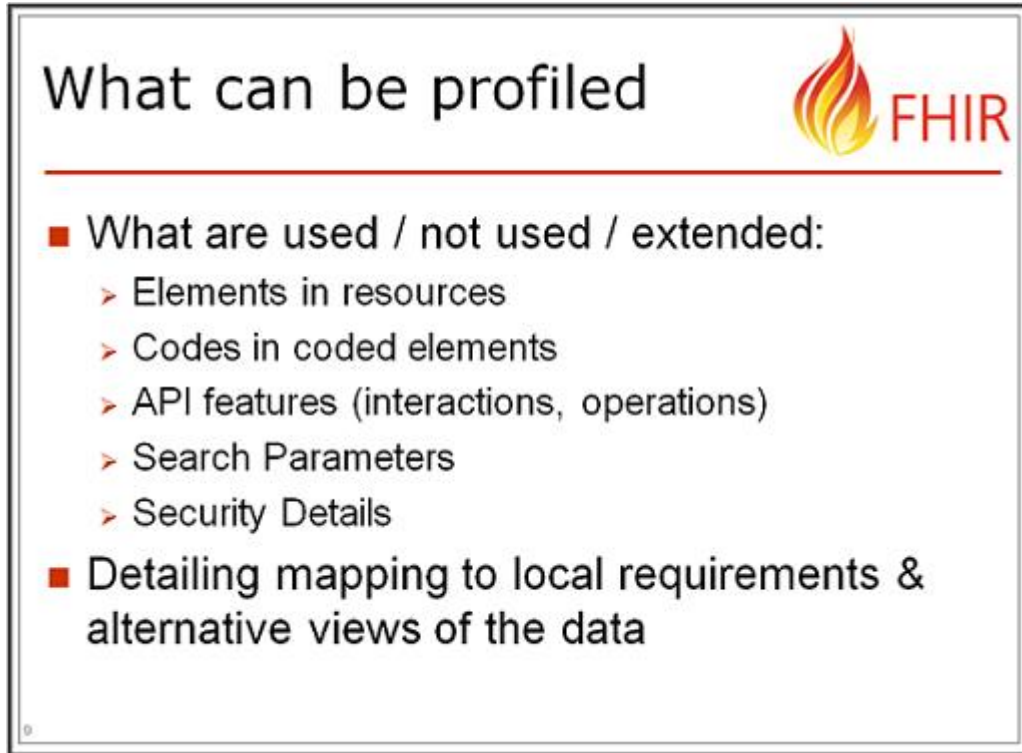 What can be profiled
FHIR
What are used / not used / extended:
Elements in resources
Codes in coded elements
API features (interactions, operations)
Search Parameters
Security Details
Detailing mapping to local requirements &
alternative views of the data
9